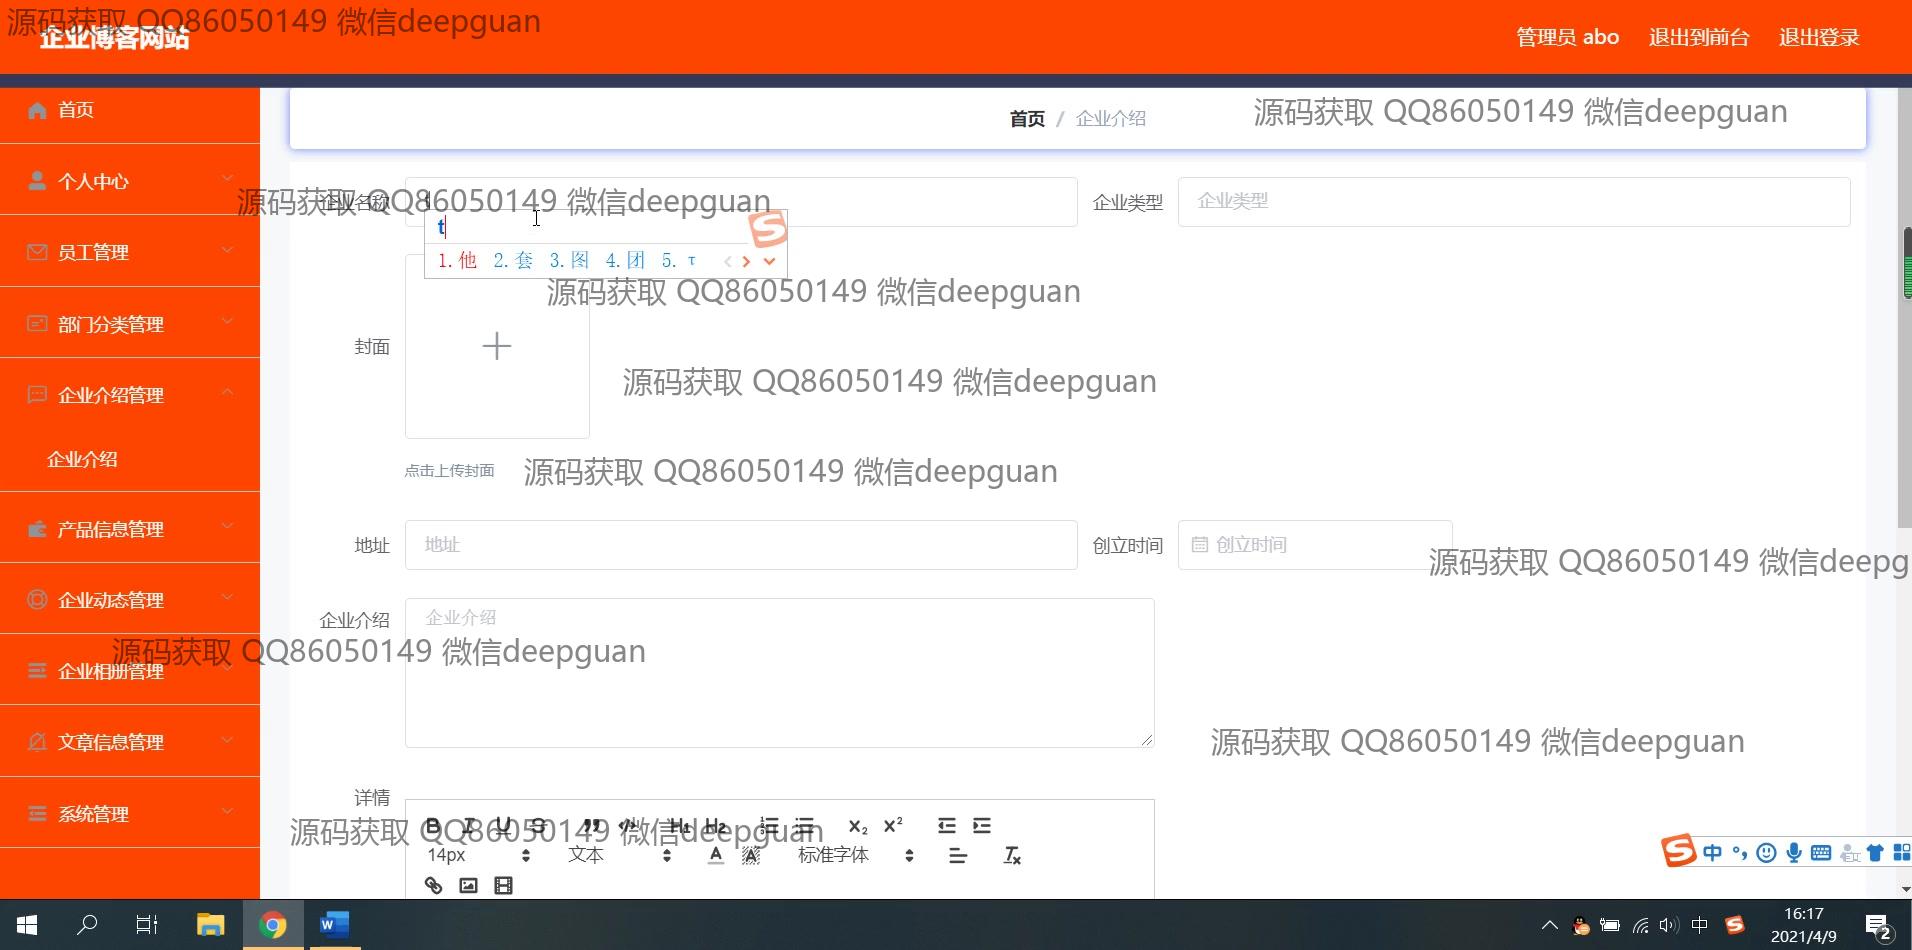 源码获取 QQ86050149 微信deepguan
企业博客网站
管理员 abo
退出到前台
退出登录
首页
个人中心
员工管理
部门分类管理
企业介绍管理
企业介绍
产品信息管理
企业动态管理
企业相册管理
文章信息管理
系统管理
首页 / 企业介绍
源码获取 QQ86050149 微信deepguan
源码获取 QQ86050149 微信deepguan
企业名称
企业类型
企业类型
t
1.他 2.套 3.图 4.团 5. τ
源码获取 QQ86050149 微信deepguan
封面
源码获取 QQ86050149 微信deepguan
点击上传封面
源码获取 QQ86050149 微信deepguan
地址
地址
创立时间
创立时间
源码获取 QQ86050149 微信deepg
企业介绍
企业介绍
源码获取 QQ86050149 微信deepguan
源码获取 QQ86050149 微信deepguan
详情
B I U S H1 H2 X2 X²
源码获取 QQ86050149 微信deepguan
14px 文本 A A 标准字体
中
中
16:17
2021/4/9
2